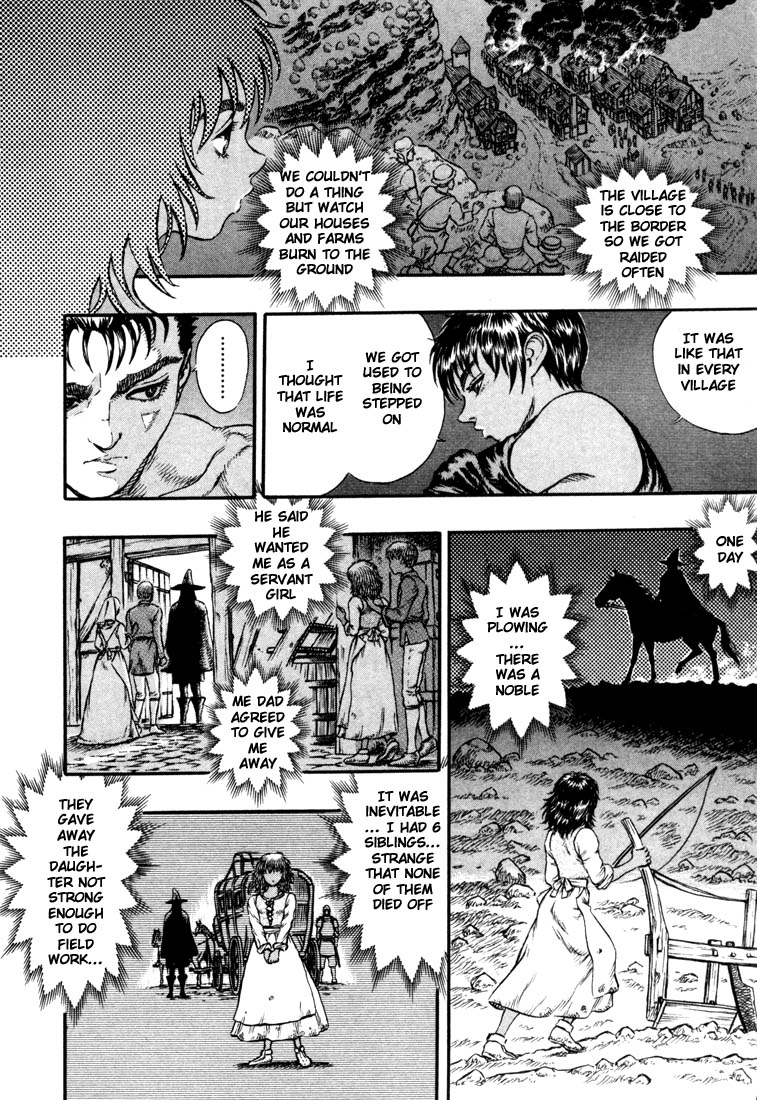 THE VILLAGE
IS CLOSE TO
THE BORDER
SO WE GOT
RAIDED
OFTEN
WE COULDN'T
DO A THING
BUT WATCH
OUR HOUSES
AND FARMS
BURN TO THE
GROUND
IT WAS
LIKE THAT
IN EVERY
VILLAGE
WE GOT
USED TO
BEING
STEPPED
ON
I
THOUGHT
THAT LIFE
WAS
NORMAL
.........
ONE
DAY
I WAS
PLOWING
...
THERE
WAS A
NOBLE
HE SAID
HE
WANTED
ME AS A
SERVANT
GIRL
ME DAD
AGREED
TO GIVE
ME
AWAY
IT WAS
INEVITABLE
... I HAD 6
SIBLINGS...
STRANGE
THAT NONE
OF THEM
DIED OFF
THEY
GAVE
AWAY
THE
DAUGH-
TER NOT
STRONG
ENOUGH
TO DO
FIELD
WORK...